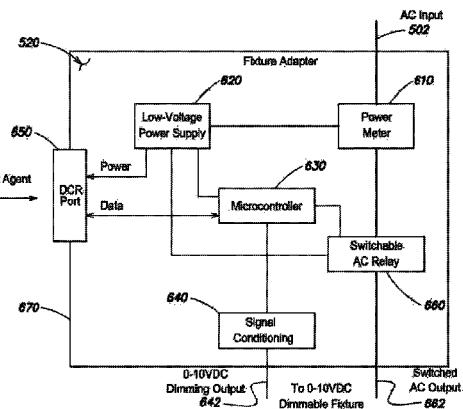 AC Input
502
520
Fixture Adapter
620
610
Low-Voltage
Power Supply
Power
Meter
650
Agent
Power
DCR
Port
Data
630
Microcontroller
Switchable
AC Relay
640
660
670
Signal
Conditioning
0-10VDC
Dimming Output
642
To 0-10VDC
Dimmable Fixture
Switched
AC Output
662